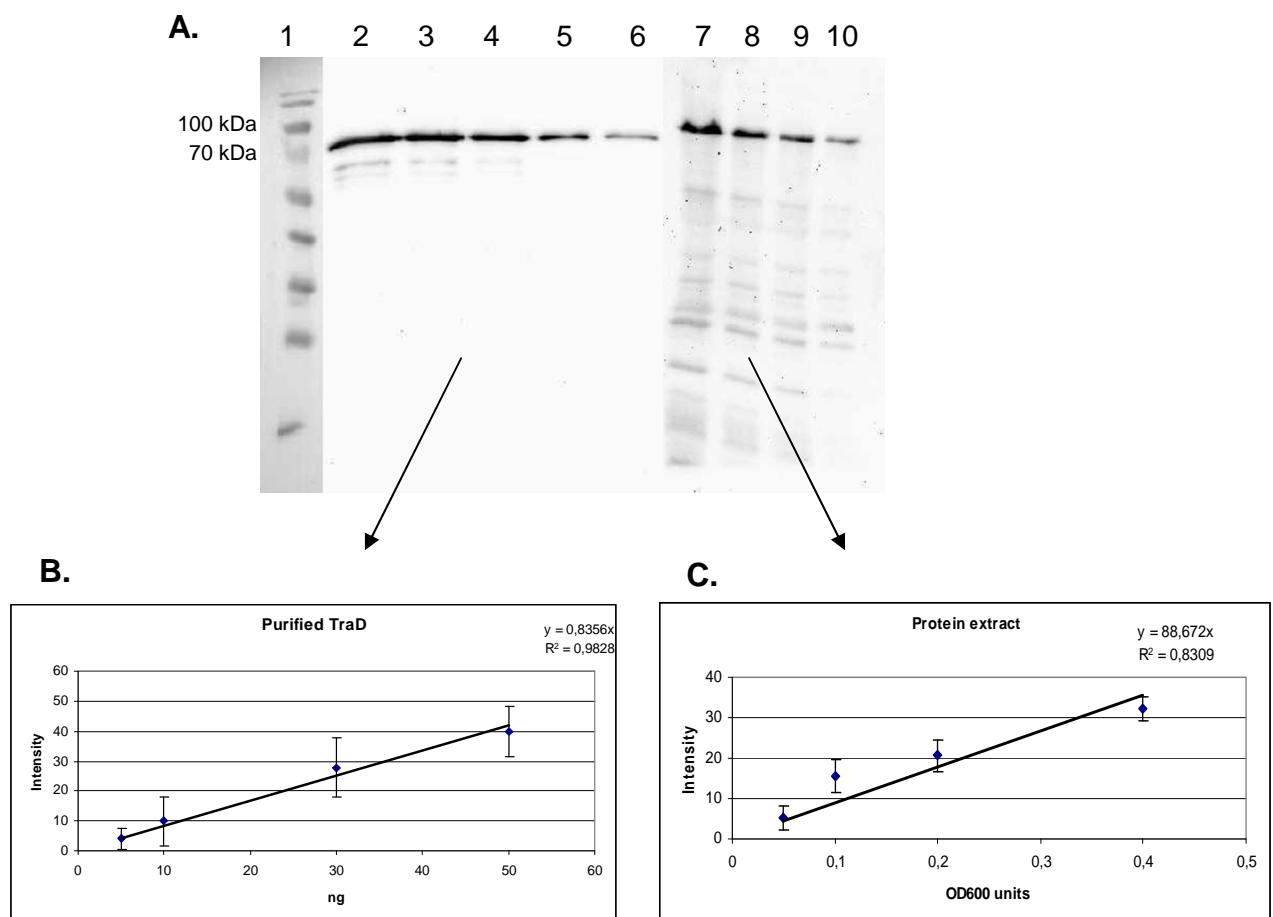 A.
1 2 3 4 5 6 7 8 9 10
100 kDa
70 kDa
B.
Purified TraD
y = 0,8356x
R² = 0,9828
60
50
40
30
20
10
0
Intensity
0 10 20 30 40 50 60
ng
C.
Protein extract
y = 88,672x
R² = 0,8309
40
30
20
10
0
Intensity
0 0,1 0,2 0,3 0,4 0,5
OD600 units